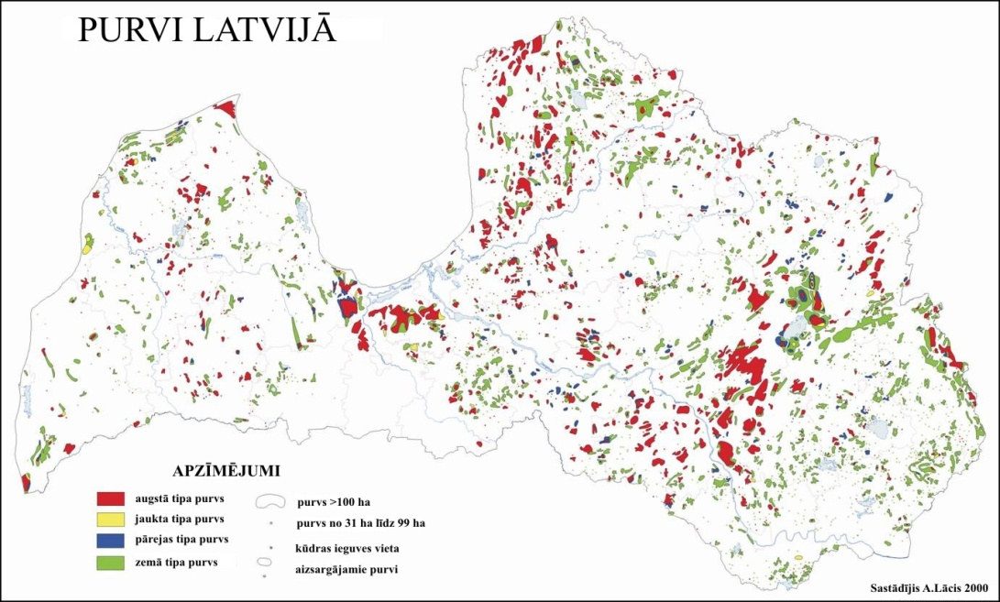 PURVI LATVIJĀ
APZĪMĒJUMI
augstā tipa purvs
jaukta tipa purvs
pārejas tipa purvs
zemā tipa purvs
purvs >100 ha
purvs no 31 ha līdz 99 ha
kūdras ieguves vieta
aizsargājamie purvi
Sastādījis A.Lācis 2000